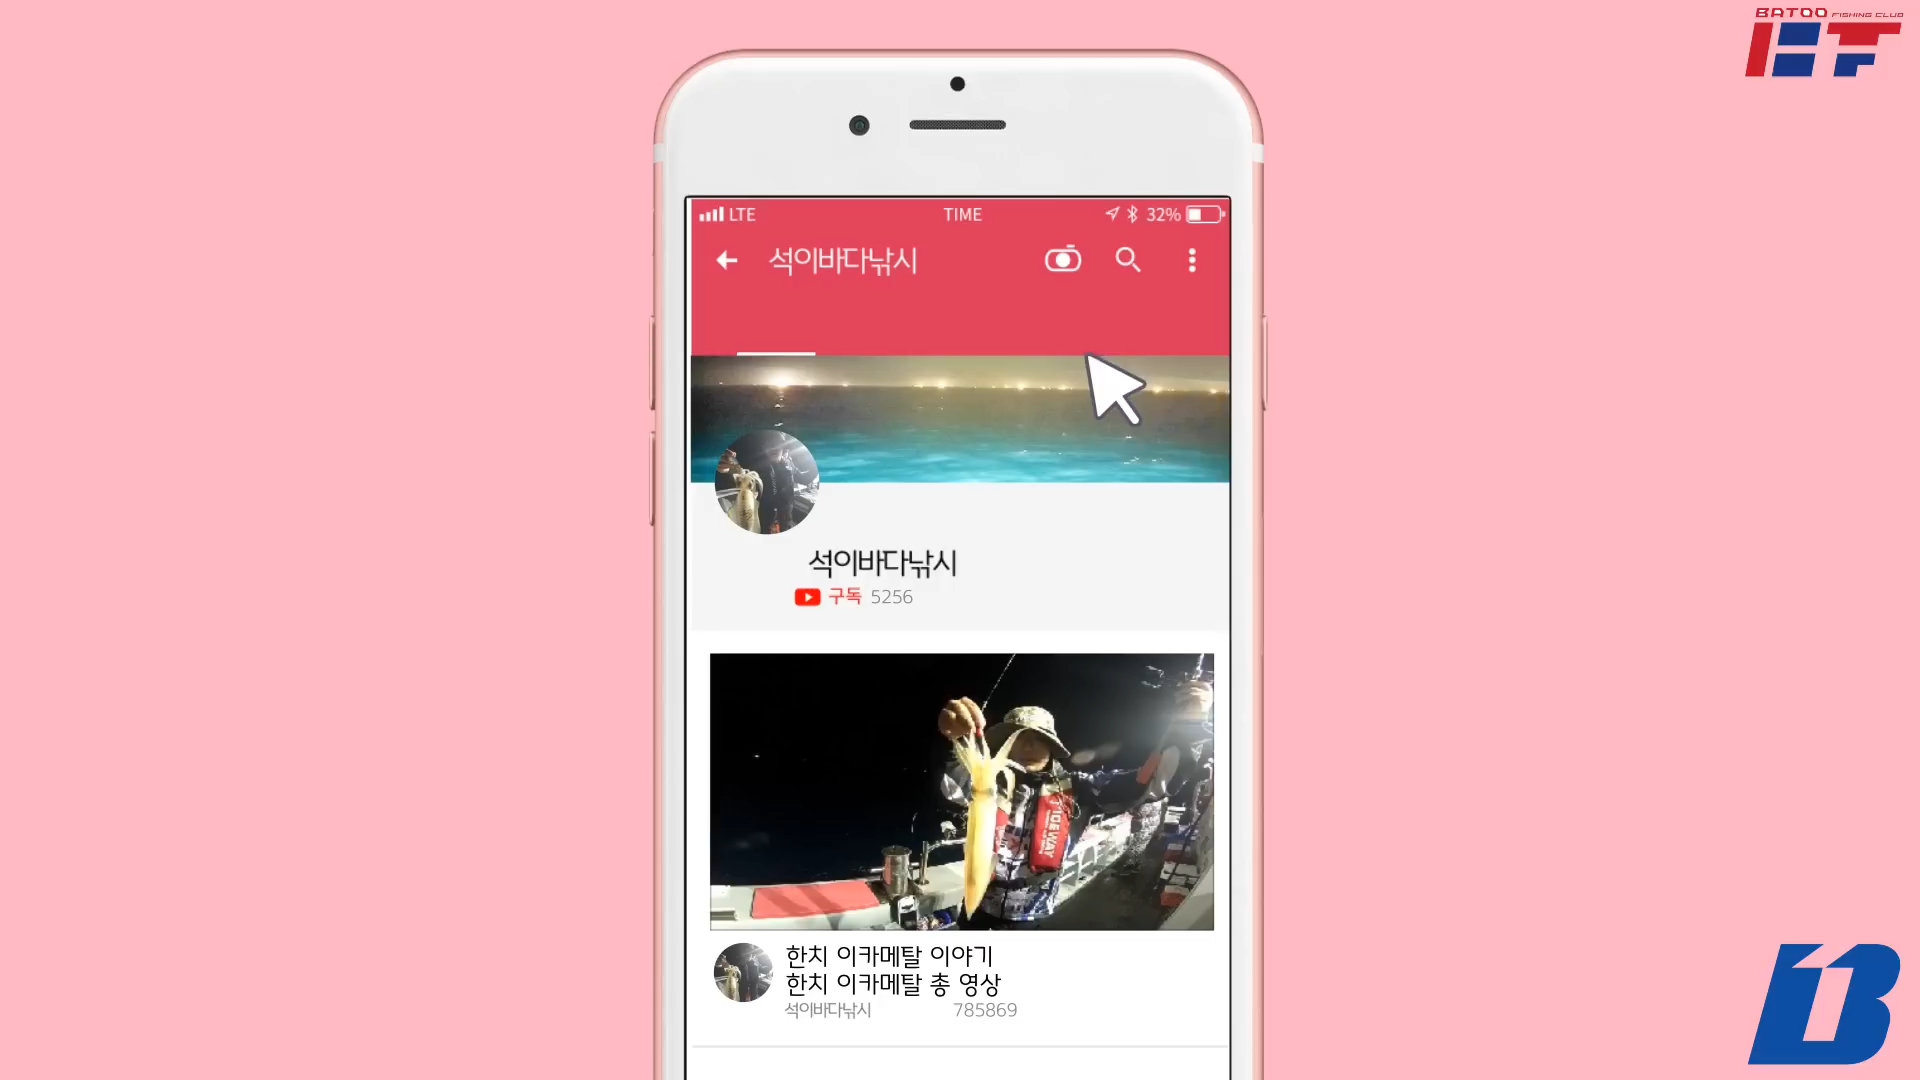 BATOO FISHING CLUB
LTE TIME 32%
석이바다낚시
석이바다낚시
구독 5256
ICEWAY
한치 이카메탈 이야기
한치 이카메탈 총 영상
석이바다낚시 785869